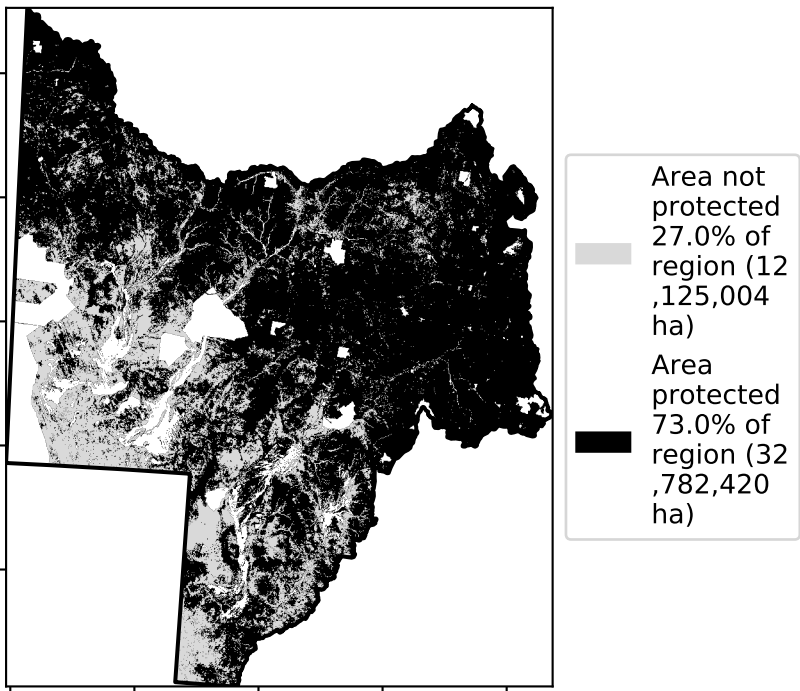 Area not
protected
27.0% of
region (12
,125,004
ha)
Area
protected
73.0% of
region (32
,782,420
ha)